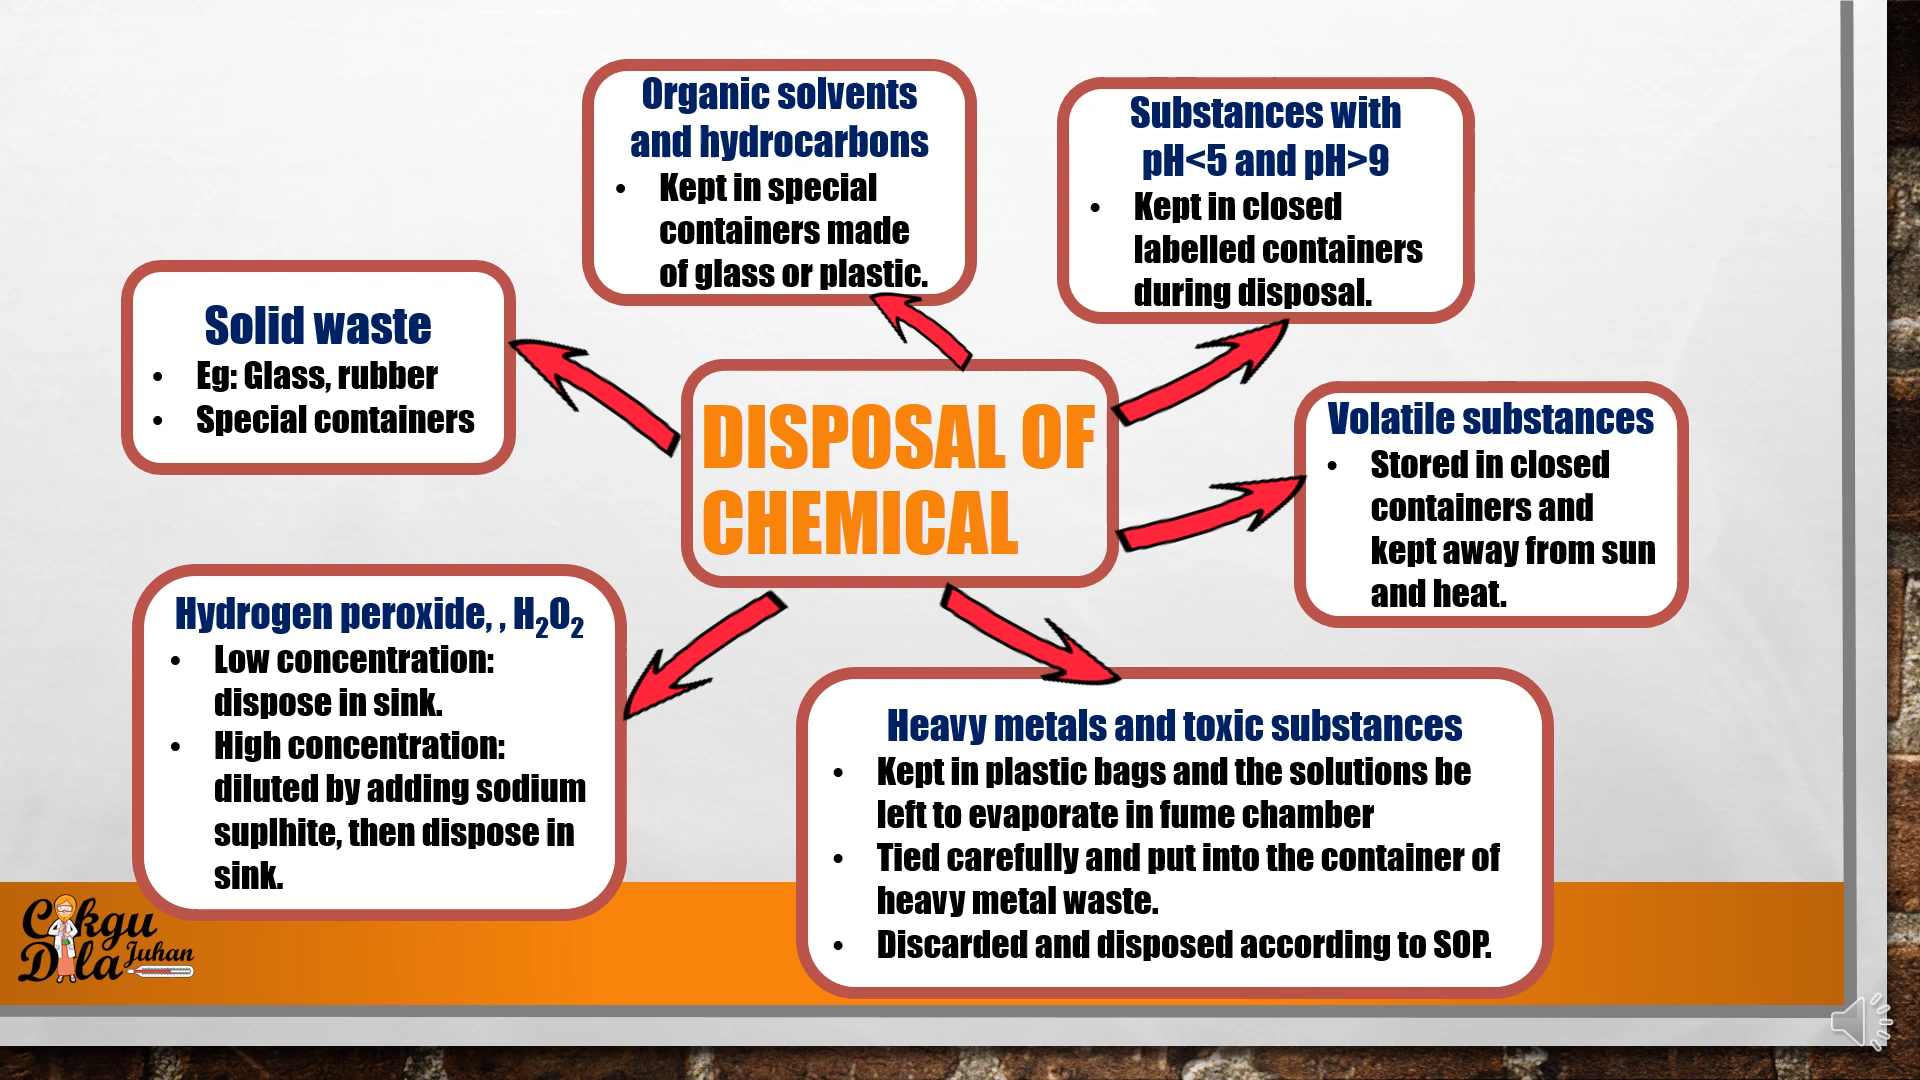 Organic solvents
and hydrocarbons
• Kept in special
containers made
of glass or plastic.
Substances with
pH<5 and pH>9
• Kept in closed
labelled containers
during disposal.
Solid waste
• Eg: Glass, rubber
• Special containers
DISPOSAL OF
CHEMICAL
Volatile substances
• Stored in closed
containers and
kept away from sun
and heat.
Hydrogen peroxide, , H₂O₂
• Low concentration:
dispose in sink.
• High concentration:
diluted by adding sodium
suplhite, then dispose in
sink.
Heavy metals and toxic substances
• Kept in plastic bags and the solutions be
left to evaporate in fume chamber
• Tied carefully and put into the container of
heavy metal waste.
• Discarded and disposed according to SOP.
Cikgu
Dila Juhan